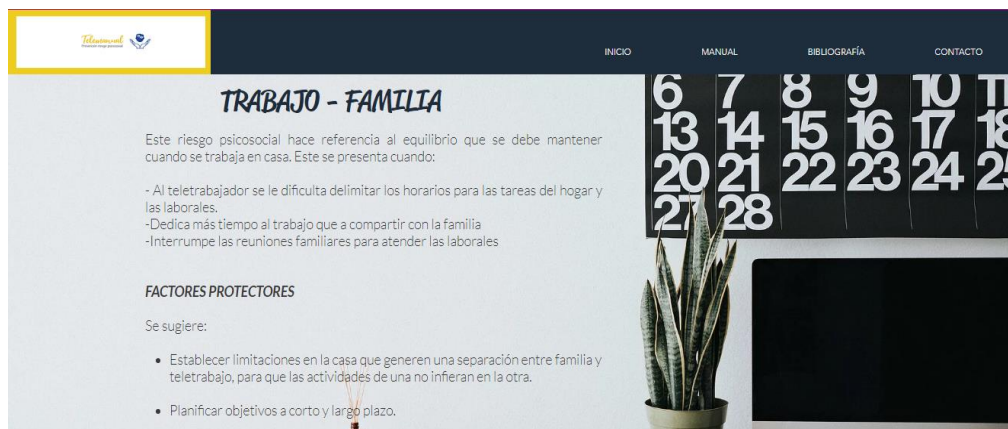 Telemanual
INICIO MANUAL BIBLIOGRAFÍA CONTACTO
TRABAJO - FAMILIA
Este riesgo psicosocial hace referencia al equilibrio que se debe mantener
cuando se trabaja en casa. Este se presenta cuando:
- Al teletrabajador se le dificulta delimitar los horarios para las tareas del hogar y
las laborales.
-Dedica más tiempo al trabajo que a compartir con la familia
-Interrumpe las reuniones familiares para atender las laborales
FACTORES PROTECTORES
Se sugiere:
• Establecer limitaciones en la casa que generen una separación entre familia y
teletrabajo, para que las actividades de una no infieran en la otra.
• Planificar objetivos a corto y largo plazo.
6 7 8 9 10 11
13 14 15 16 17 18
20 21 22 23 24 25
27 28